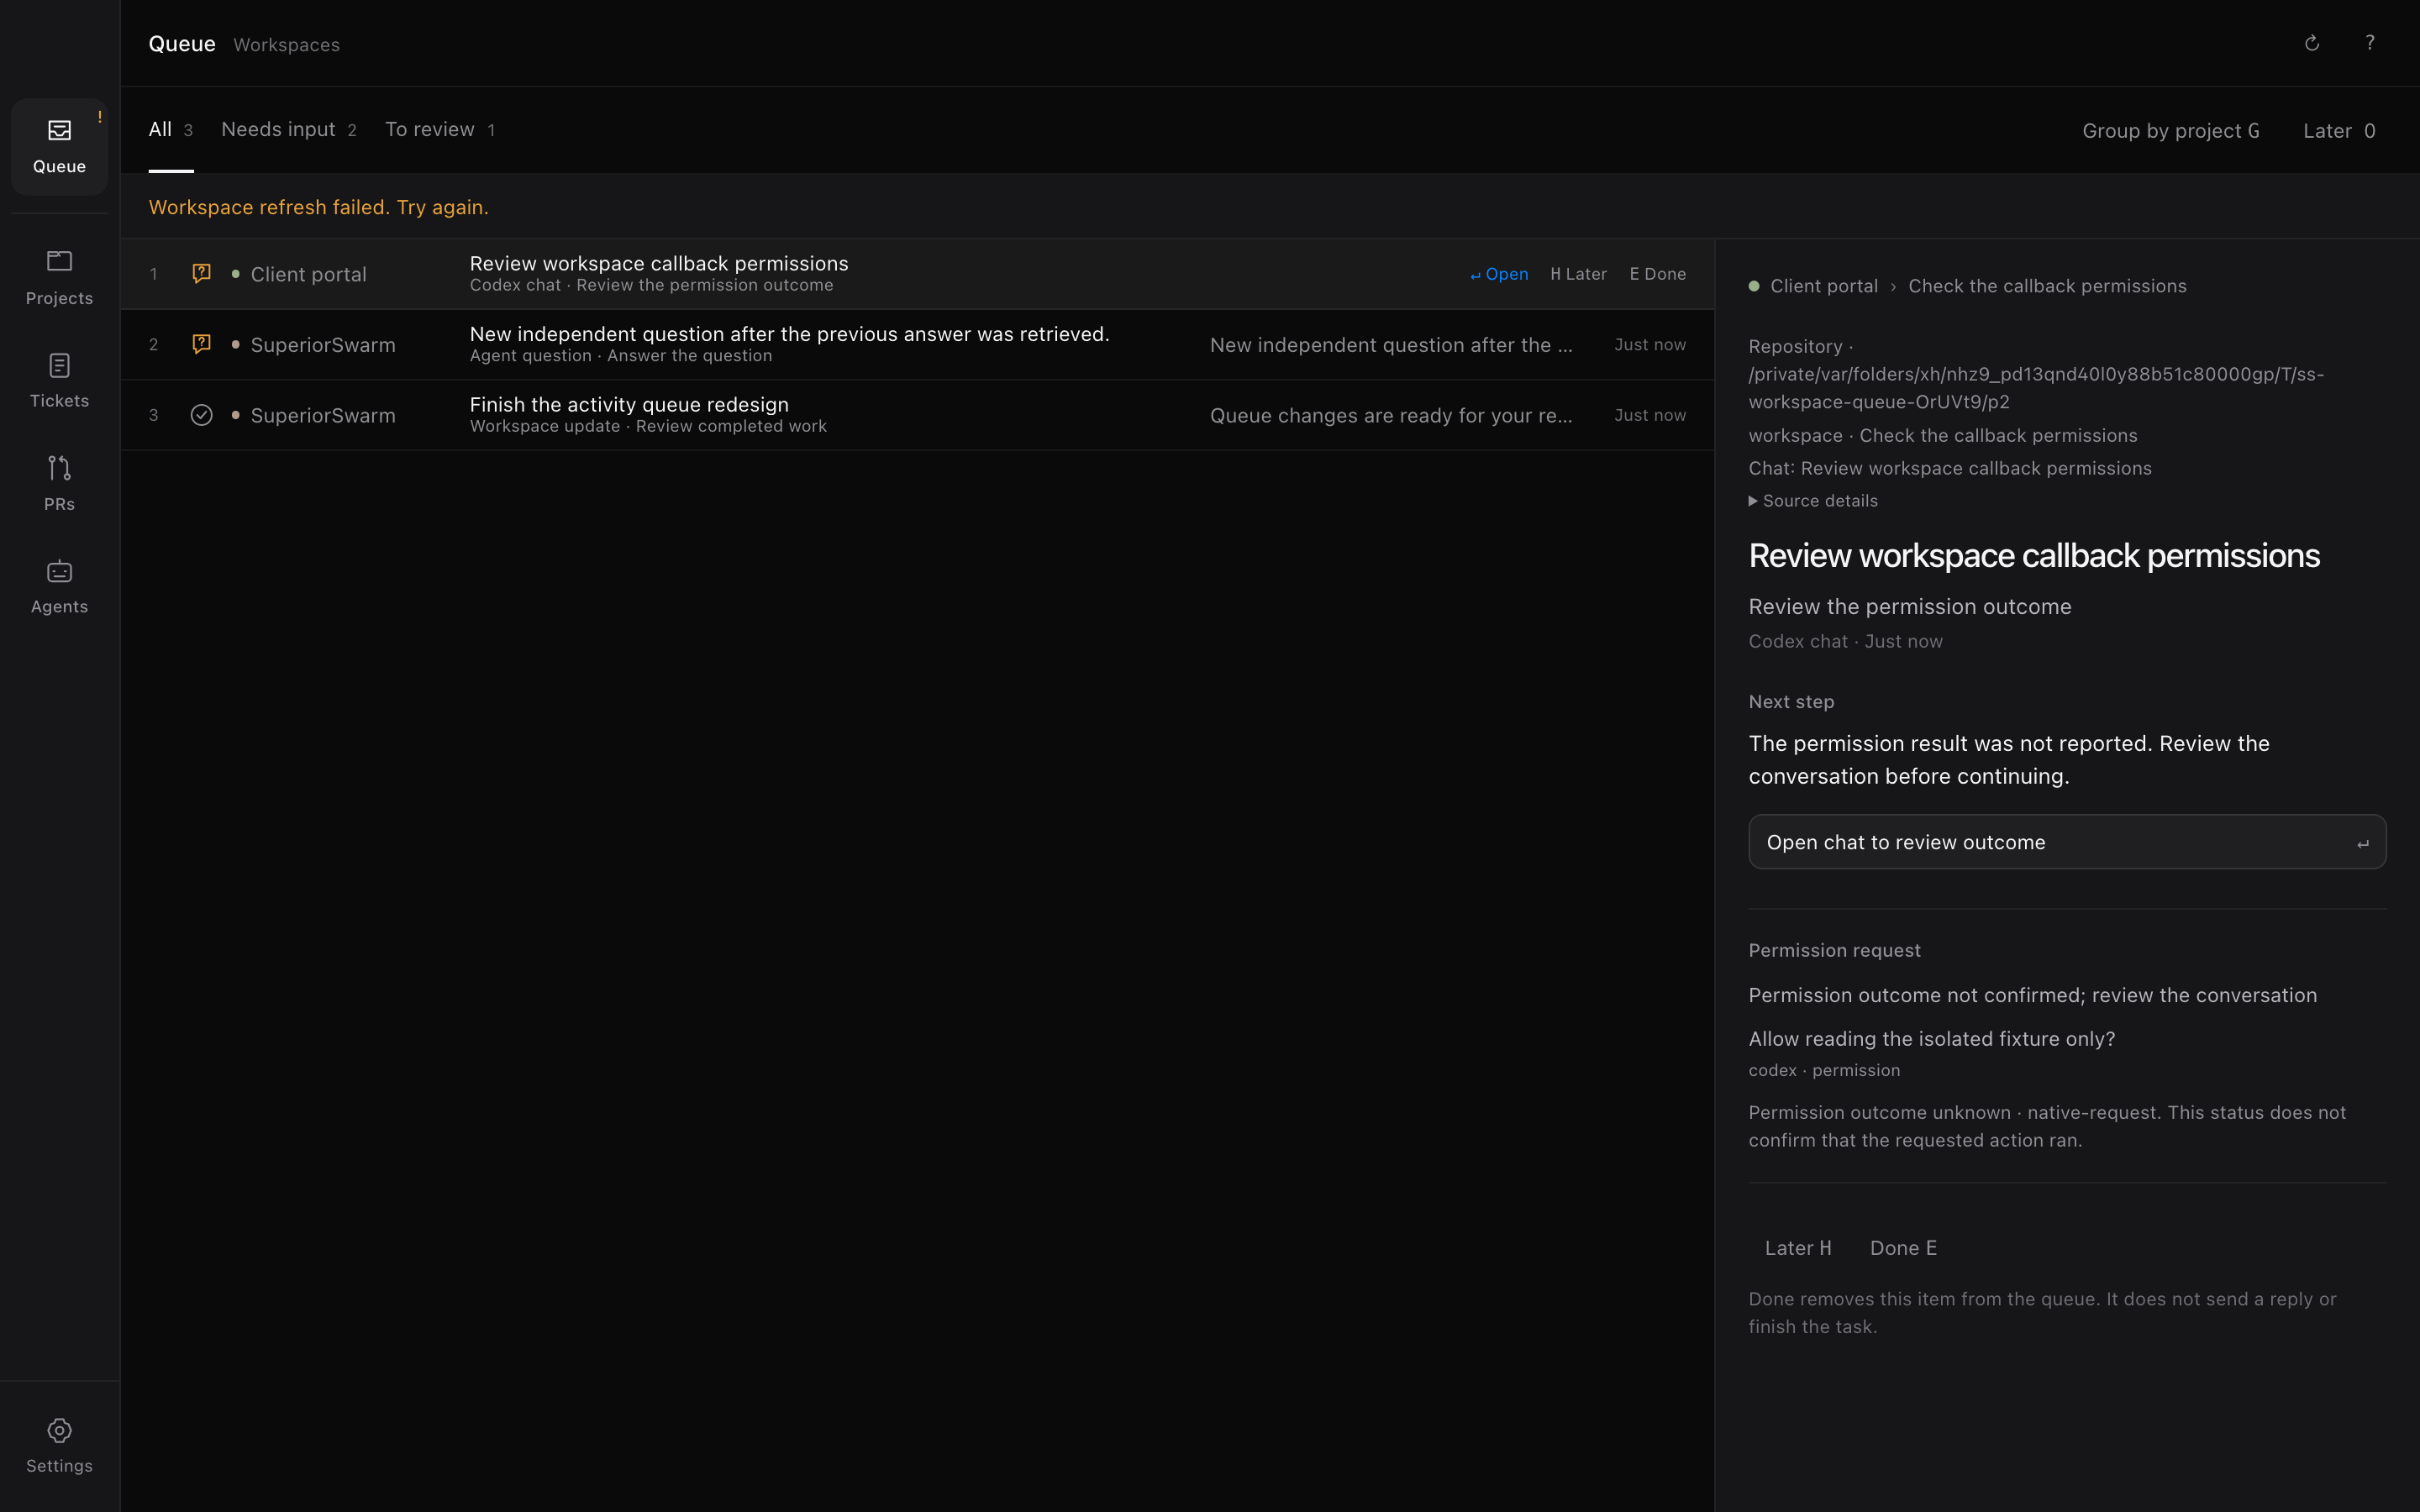 Queue Workspaces ?
! Queue
Projects
Tickets
PRs
Agents
Settings
All 3 Needs input 2 To review 1 Group by project G Later 0
Workspace refresh failed. Try again.
1 Client portal Review workspace callback permissions ↵ Open H Later E Done
Codex chat · Review the permission outcome
2 SuperiorSwarm New independent question after the previous answer was retrieved. New independent question after the ... Just now
Agent question · Answer the question
3 SuperiorSwarm Finish the activity queue redesign Queue changes are ready for your re... Just now
Workspace update · Review completed work
Client portal › Check the callback permissions
Repository ·
/private/var/folders/xh/nhz9_pd13qnd40l0y88b51c80000gp/T/ss-
workspace-queue-OrUVt9/p2
workspace · Check the callback permissions
Chat: Review workspace callback permissions
Source details
Review workspace callback permissions
Review the permission outcome
Codex chat · Just now
Next step
The permission result was not reported. Review the
conversation before continuing.
Open chat to review outcome ↵
Permission request
Permission outcome not confirmed; review the conversation
Allow reading the isolated fixture only?
codex · permission
Permission outcome unknown · native-request. This status does not
confirm that the requested action ran.
Later H Done E
Done removes this item from the queue. It does not send a reply or
finish the task.